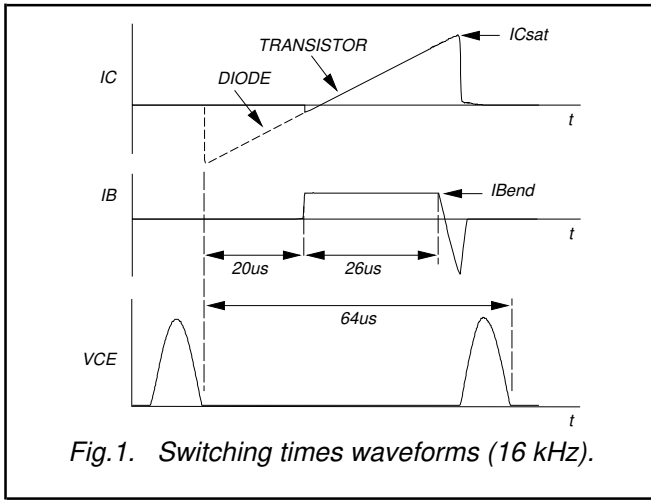 TRANSISTOR
ICsat
IC
DIODE
t
IB
IBend
t
20us
26us
64us
VCE
t
Fig.1. Switching times waveforms (16 kHz).